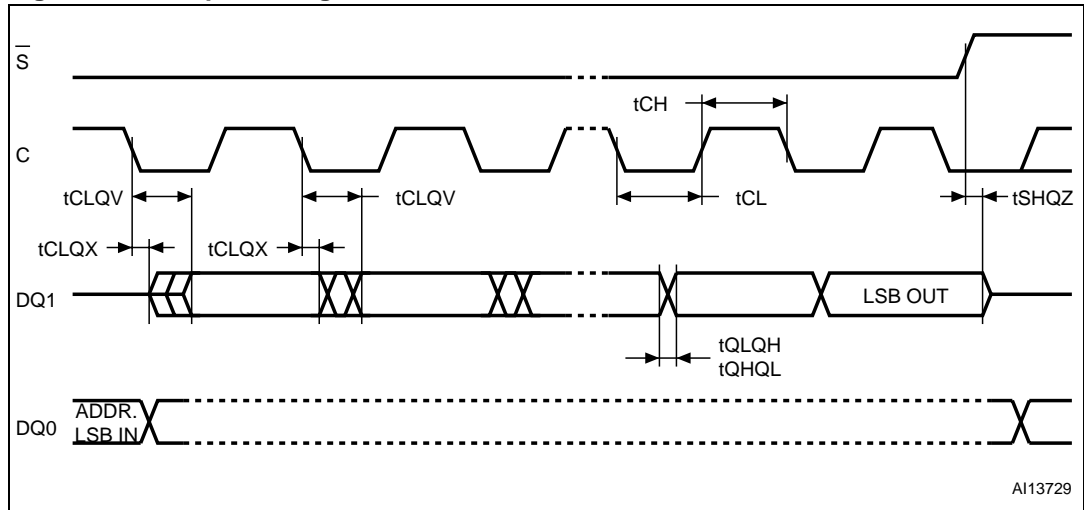 S
tCH
C
tCLQV
tCLQV
tCL
tSHQZ
tCLQX
tCLQX
DQ1
LSB OUT
tQLQH
tQHQL
DQ0
ADDR.
LSB IN
AI13729